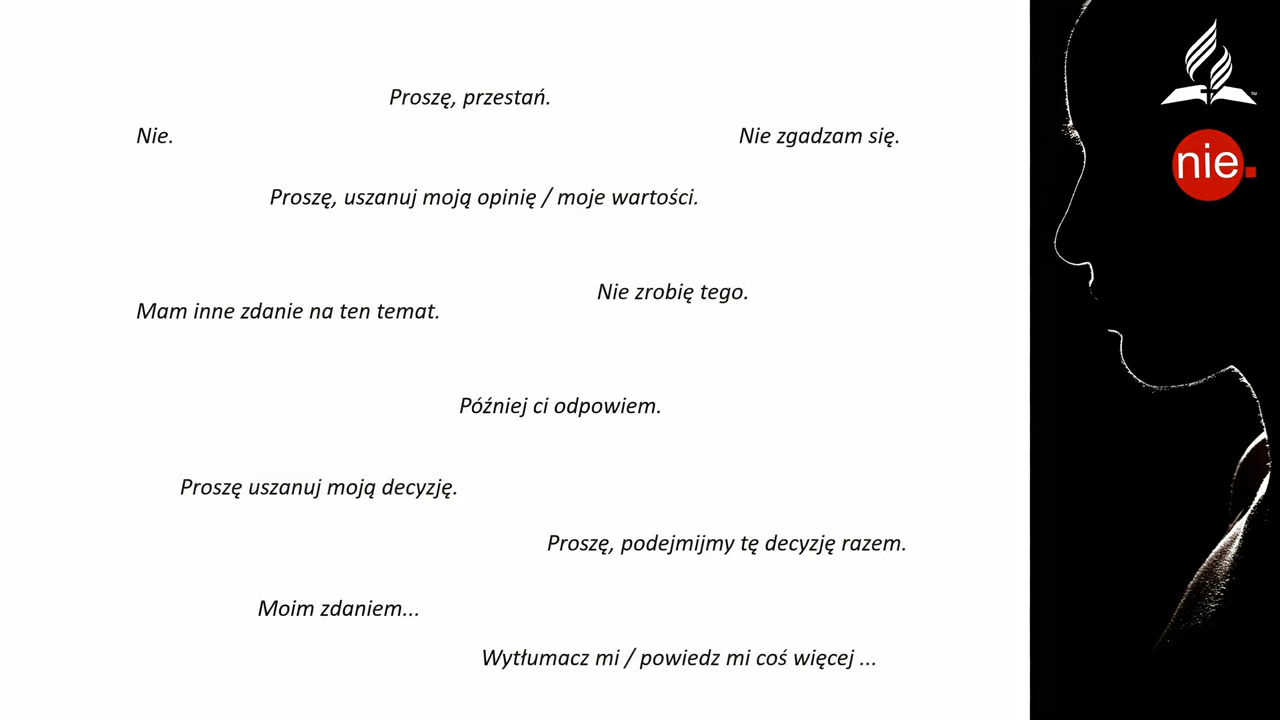 Proszę, przestań.
Nie.
Nie zgadzam się.
Proszę, uszanuj moją opinię / moje wartości.
Nie zrobię tego.
Mam inne zdanie na ten temat.
Później ci odpowiem.
Proszę uszanuj moją decyzję.
Proszę, podejmijmy tę decyzję razem.
Moim zdaniem...
Wytłumacz mi / powiedz mi coś więcej ...
nie.